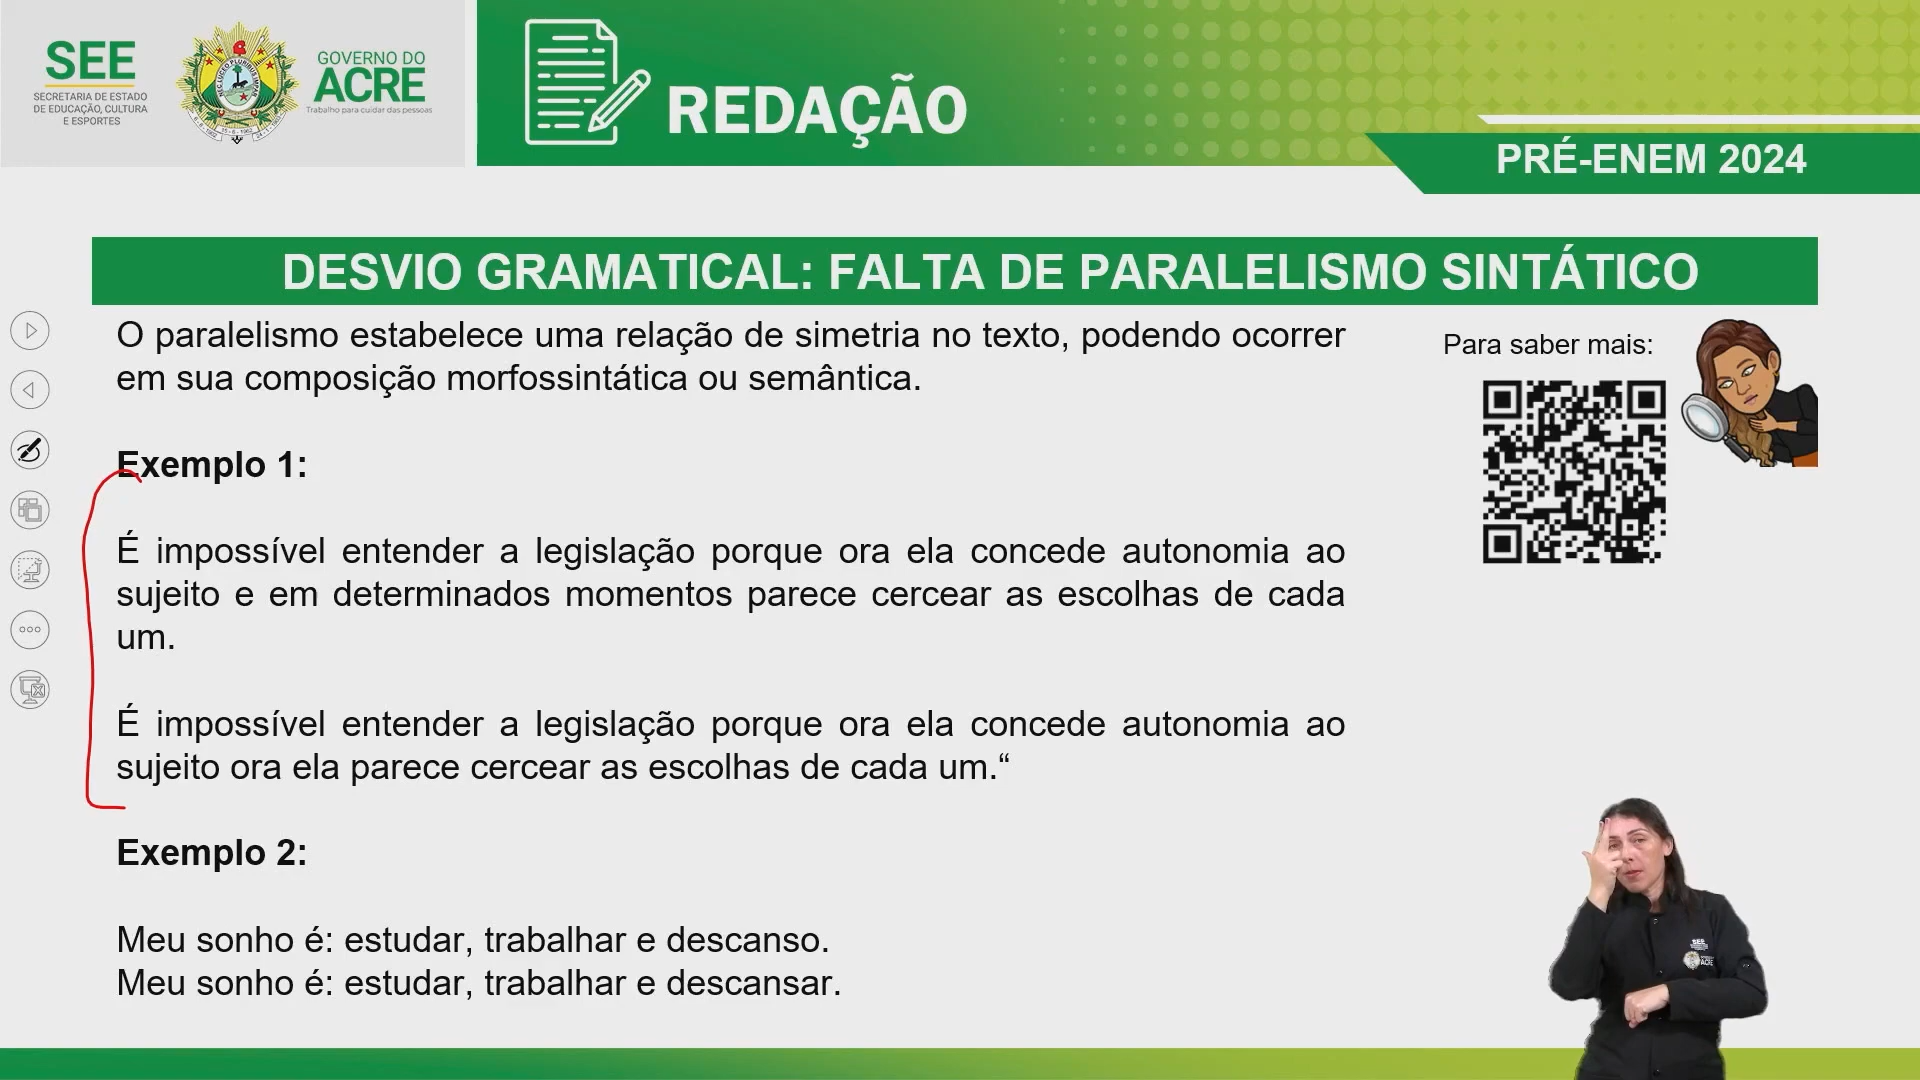 SEE
SECRETARIA DE ESTADO
DE EDUCAÇÃO, CULTURA
E ESPORTES
GOVERNO DO
ACRE
Trabalho para cuidar das pessoas
REDAÇÃO
PRÉ-ENEM 2024
DESVIO GRAMATICAL: FALTA DE PARALELISMO SINTÁTICO
O paralelismo estabelece uma relação de simetria no texto, podendo ocorrer
em sua composição morfossintática ou semântica.
Para saber mais:
Exemplo 1:
É impossível entender a legislação porque ora ela concede autonomia ao
sujeito e em determinados momentos parece cercear as escolhas de cada
um.
É impossível entender a legislação porque ora ela concede autonomia ao
sujeito ora ela parece cercear as escolhas de cada um.“
Exemplo 2:
Meu sonho é: estudar, trabalhar e descanso.
Meu sonho é: estudar, trabalhar e descansar.
SEE
ACRE